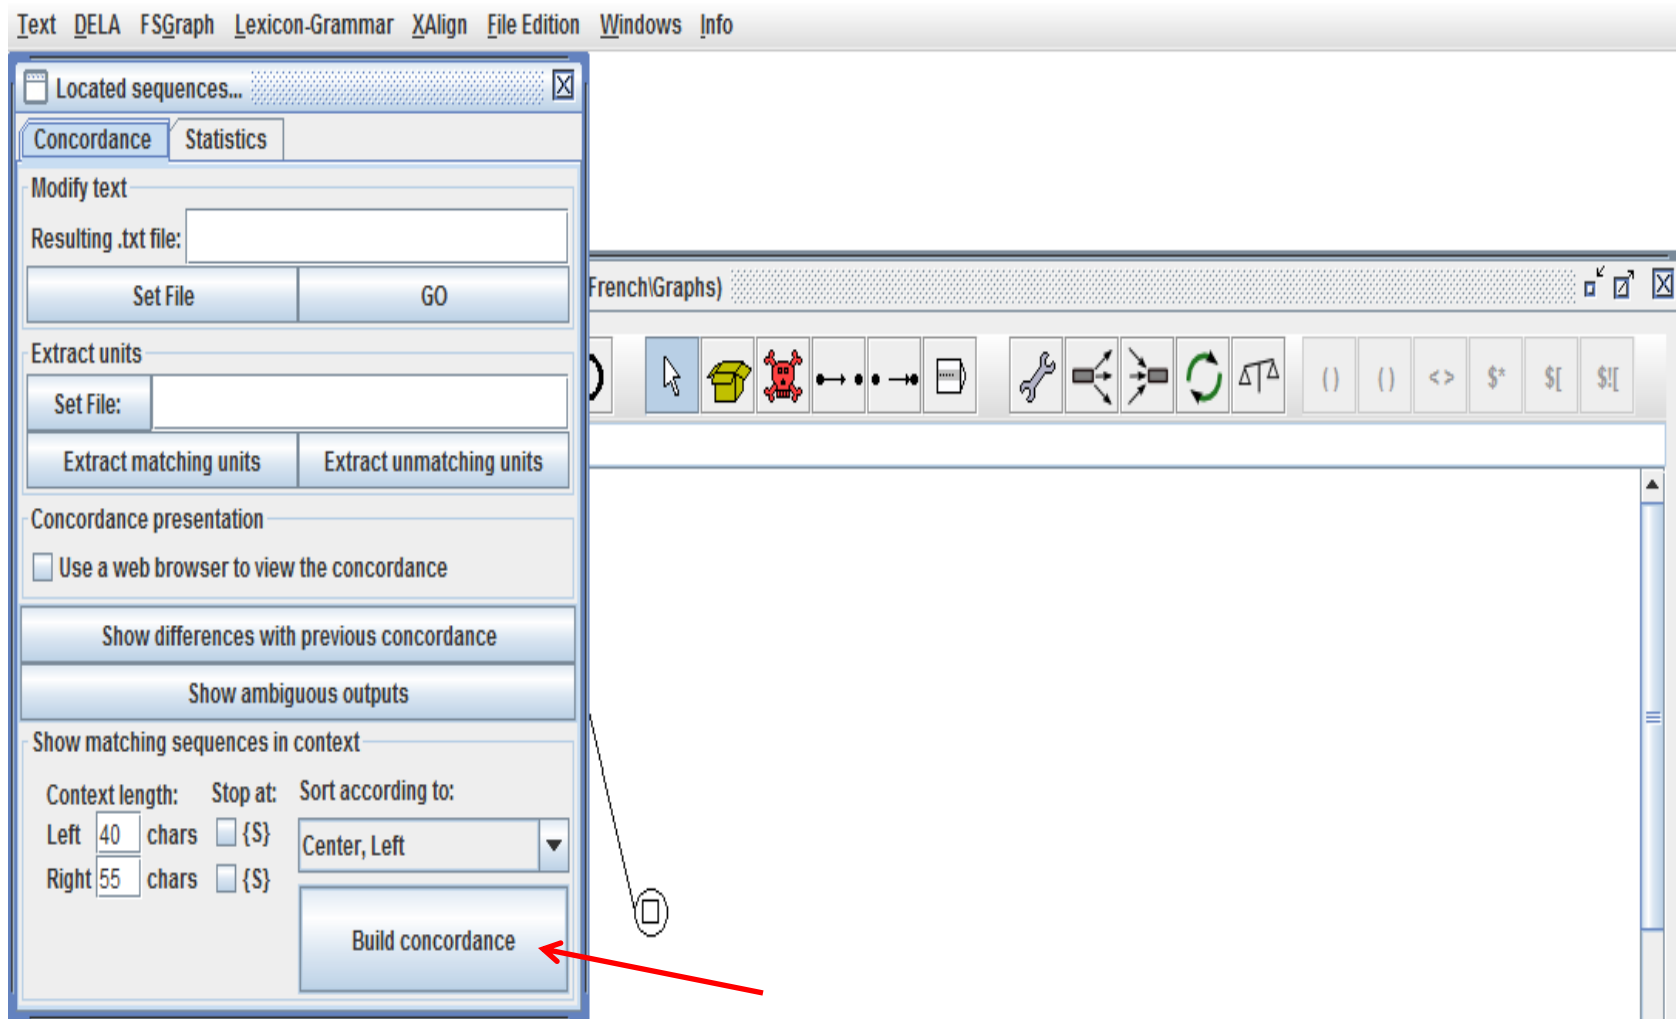 Text DELA FSGraph Lexicon-Grammar XAlign File Edition Windows Info
Located sequences...
Concordance Statistics
Modify text
Resulting .txt file:
Set File GO
Extract units
Set File:
Extract matching units Extract unmatching units
Concordance presentation
Use a web browser to view the concordance
Show differences with previous concordance
Show ambiguous outputs
Show matching sequences in context
Context length: Stop at: Sort according to:
Left 40 chars {S} Center, Left
Right 55 chars {S}
Build concordance
French\Graphs)
( ) ( ) < > $* $[ $![